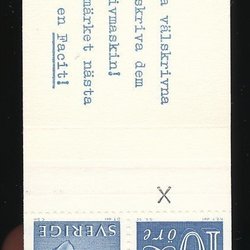 a välskrivna
skriva dem
ivmaskin!
märket nästa
en Facit!
X
SVERIGE
10
öre